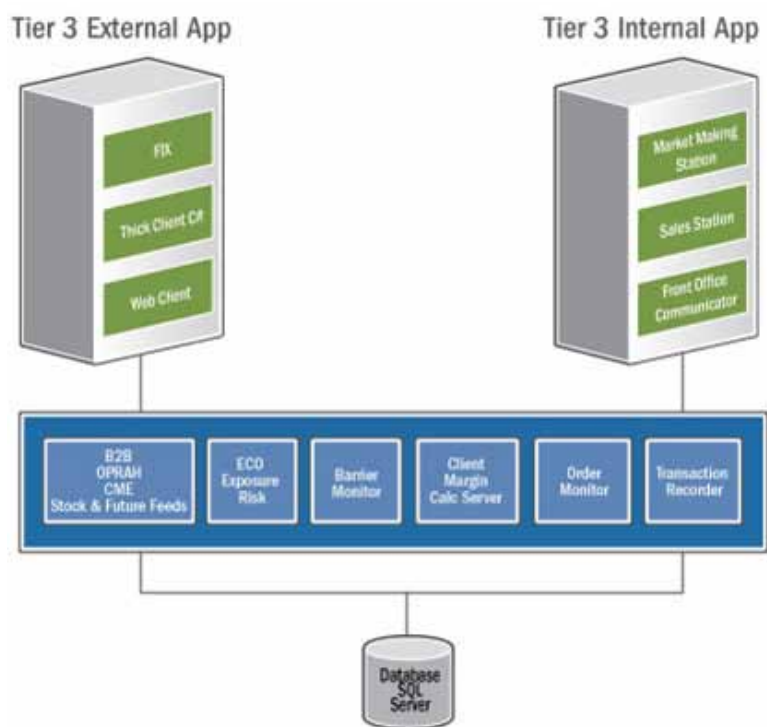 Tier 3 External App
Tier 3 Internal App
FIX
Thick Client C#
Web Client
Market Making
Station
Sales Station
Front Office
Communicator
B2B
OPRAH
CME
Stock & Future Feeds
ECO
Exposure
Risk
Barrier
Monitor
Client
Margin
Calc Server
Order
Monitor
Transaction
Recorder
Database
SQL
Server